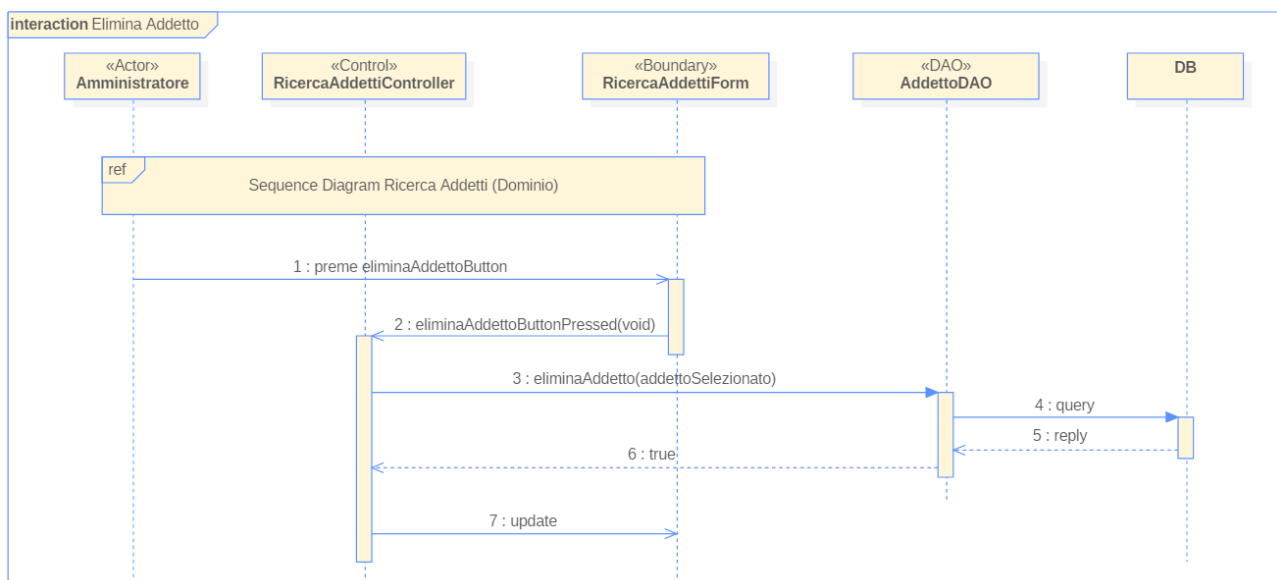 interaction Elimina Addetto
«Actor»
Amministratore
«Control»
RicercaAddettiController
«Boundary»
RicercaAddettiForm
«DAO»
AddettoDAO
DB
ref
Sequence Diagram Ricerca Addetti (Dominio)
1 : preme eliminaAddettoButton
2 : eliminaAddettoButtonPressed(void)
3 : eliminaAddetto(addettoSelezionato)
4 : query
5 : reply
6 : true
7 : update